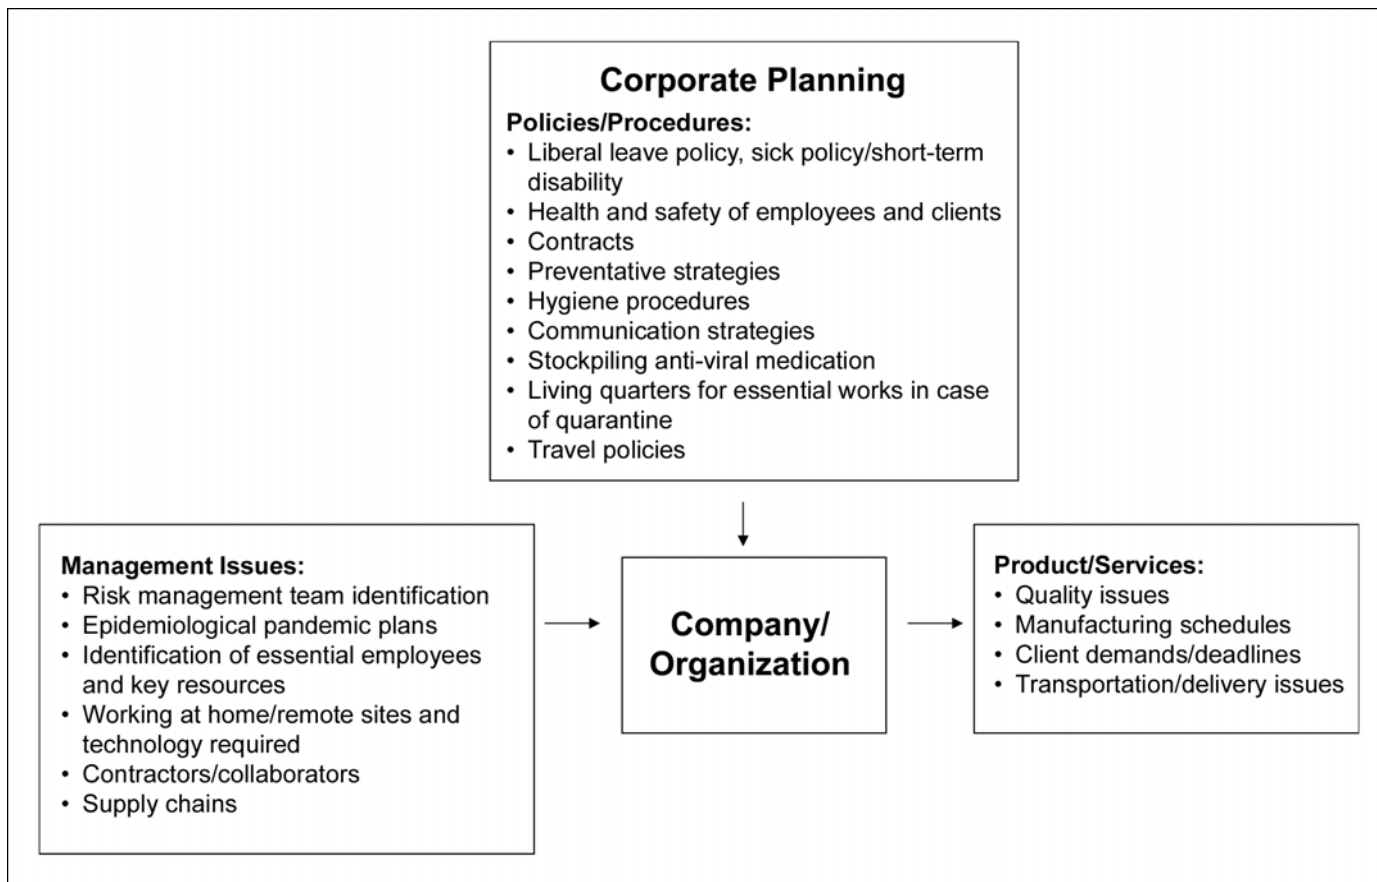 Corporate Planning
Policies/Procedures:
• Liberal leave policy, sick policy/short-term
disability
• Health and safety of employees and clients
• Contracts
• Preventative strategies
• Hygiene procedures
• Communication strategies
• Stockpiling anti-viral medication
• Living quarters for essential works in case
of quarantine
• Travel policies
Management Issues:
• Risk management team identification
• Epidemiological pandemic plans
• Identification of essential employees
and key resources
• Working at home/remote sites and
technology required
• Contractors/collaborators
• Supply chains
Company/
Organization
Product/Services:
• Quality issues
• Manufacturing schedules
• Client demands/deadlines
• Transportation/delivery issues